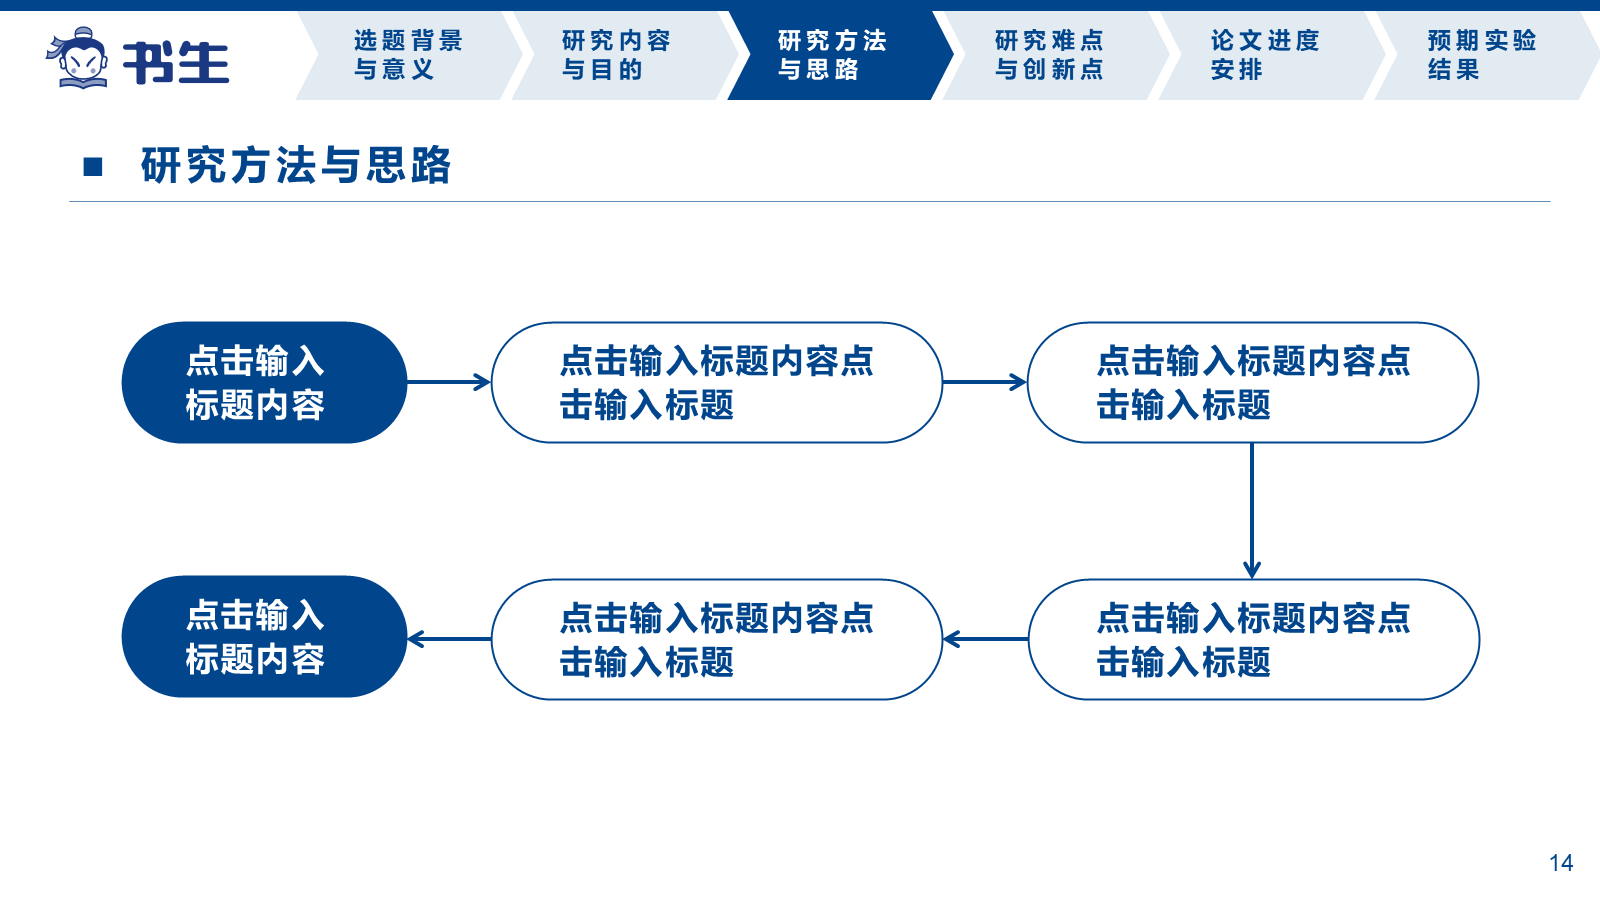 书生
选题背景
与意义
研究内容
与目的
研究方法
与思路
研究难点
与创新点
论文进度
安排
预期实验
结果
研究方法与思路
点击输入
标题内容
点击输入标题内容点
击输入标题
点击输入标题内容点
击输入标题
点击输入
标题内容
点击输入标题内容点
击输入标题
点击输入标题内容点
击输入标题
14